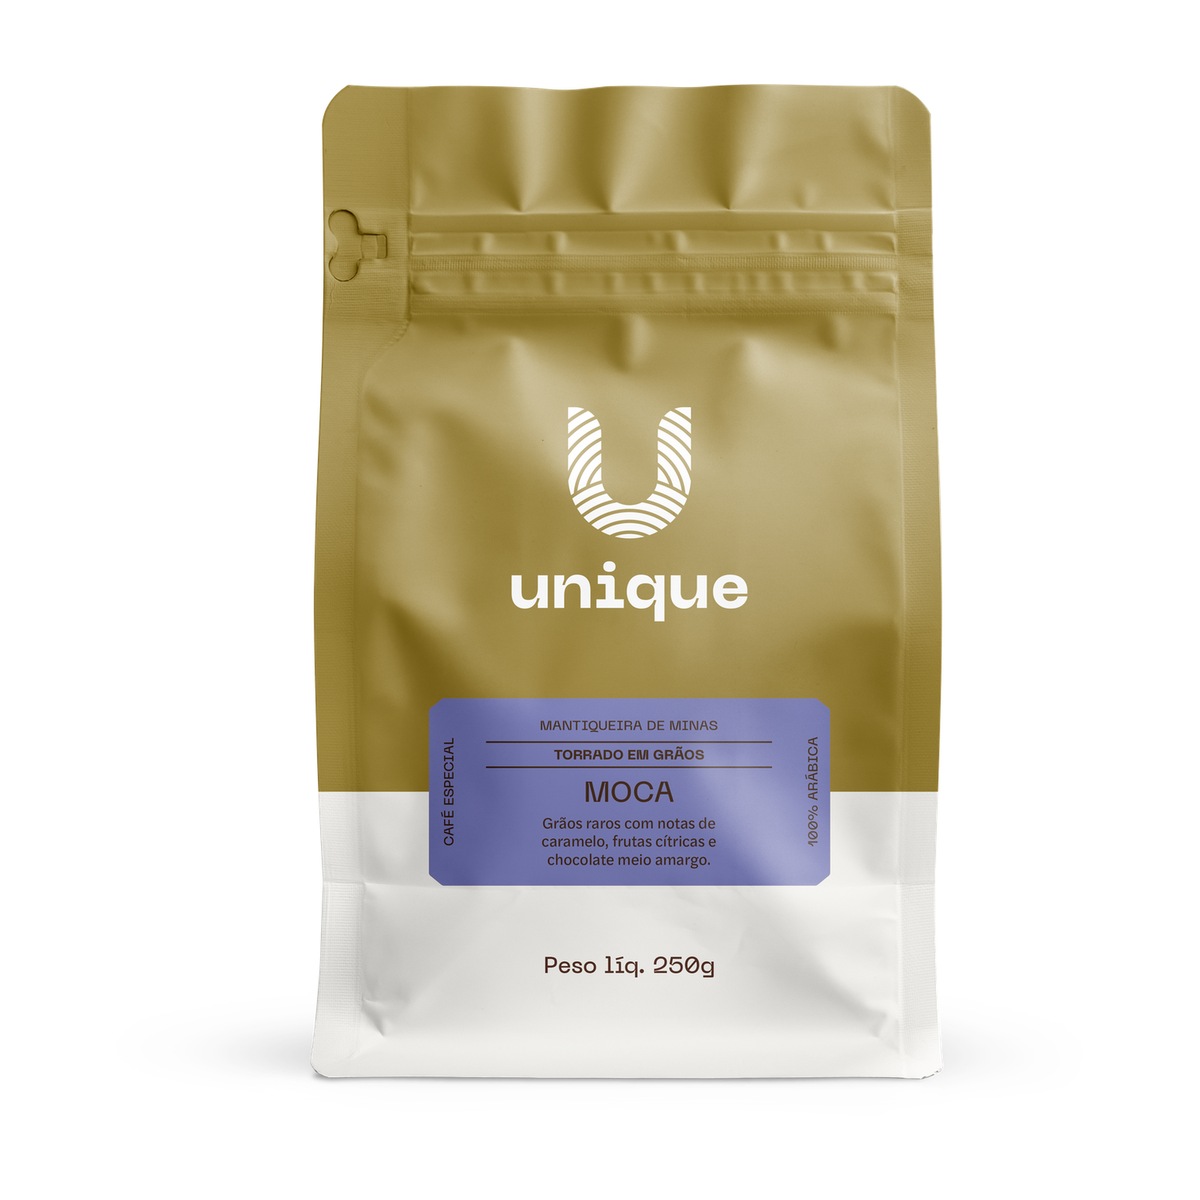 unique
MANTIQUEIRA DE MINAS
TORRADO EM GRÃOS
MOCA
Grãos raros com notas de
caramelo, frutas cítricas e
chocolate meio amargo.
CAFÉ ESPECIAL
100% ARÁBICA
Peso líq. 250g